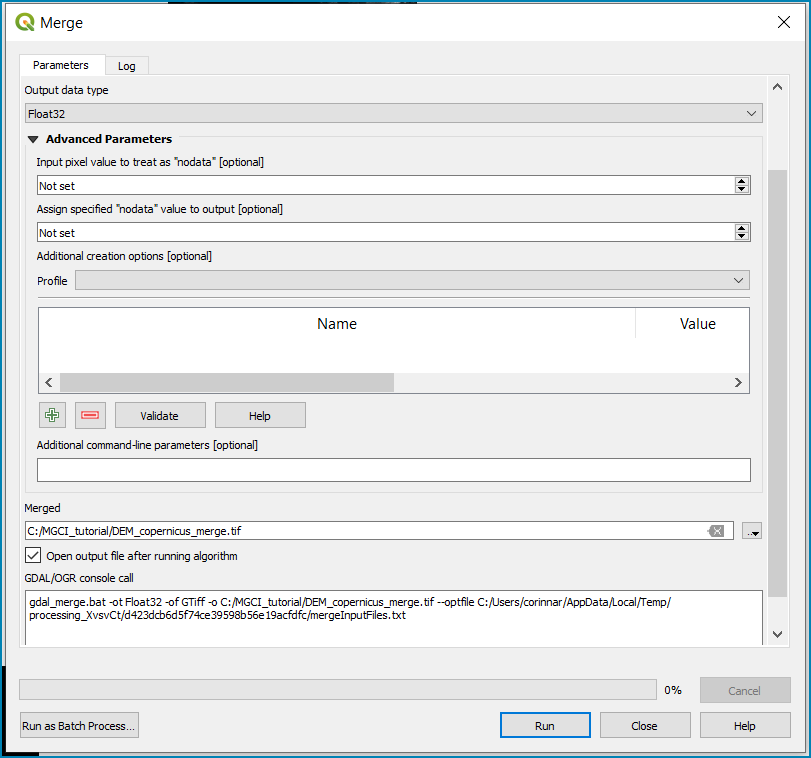 Merge
Parameters
Log
Output data type
Float32
Advanced Parameters
Input pixel value to treat as "nodata" [optional]
Not set
Assign specified "nodata" value to output [optional]
Not set
Additional creation options [optional]
Profile
Name Value
Validate Help
Additional command-line parameters [optional]
Merged
C:/MGCI_tutorial/DEM_copernicus_merge.tif
Open output file after running algorithm
GDAL/OGR console call
gdal_merge.bat -ot Float32 -of GTiff -o C:/MGCI_tutorial/DEM_copernicus_merge.tif --optfile C:/Users/corinnar/AppData/Local/Temp/
processing_XvsvCt/d423dcb6d5f74ce39598b56e19acfdfc/mergeInputFiles.txt
0% Cancel
Run as Batch Process... Run Close Help